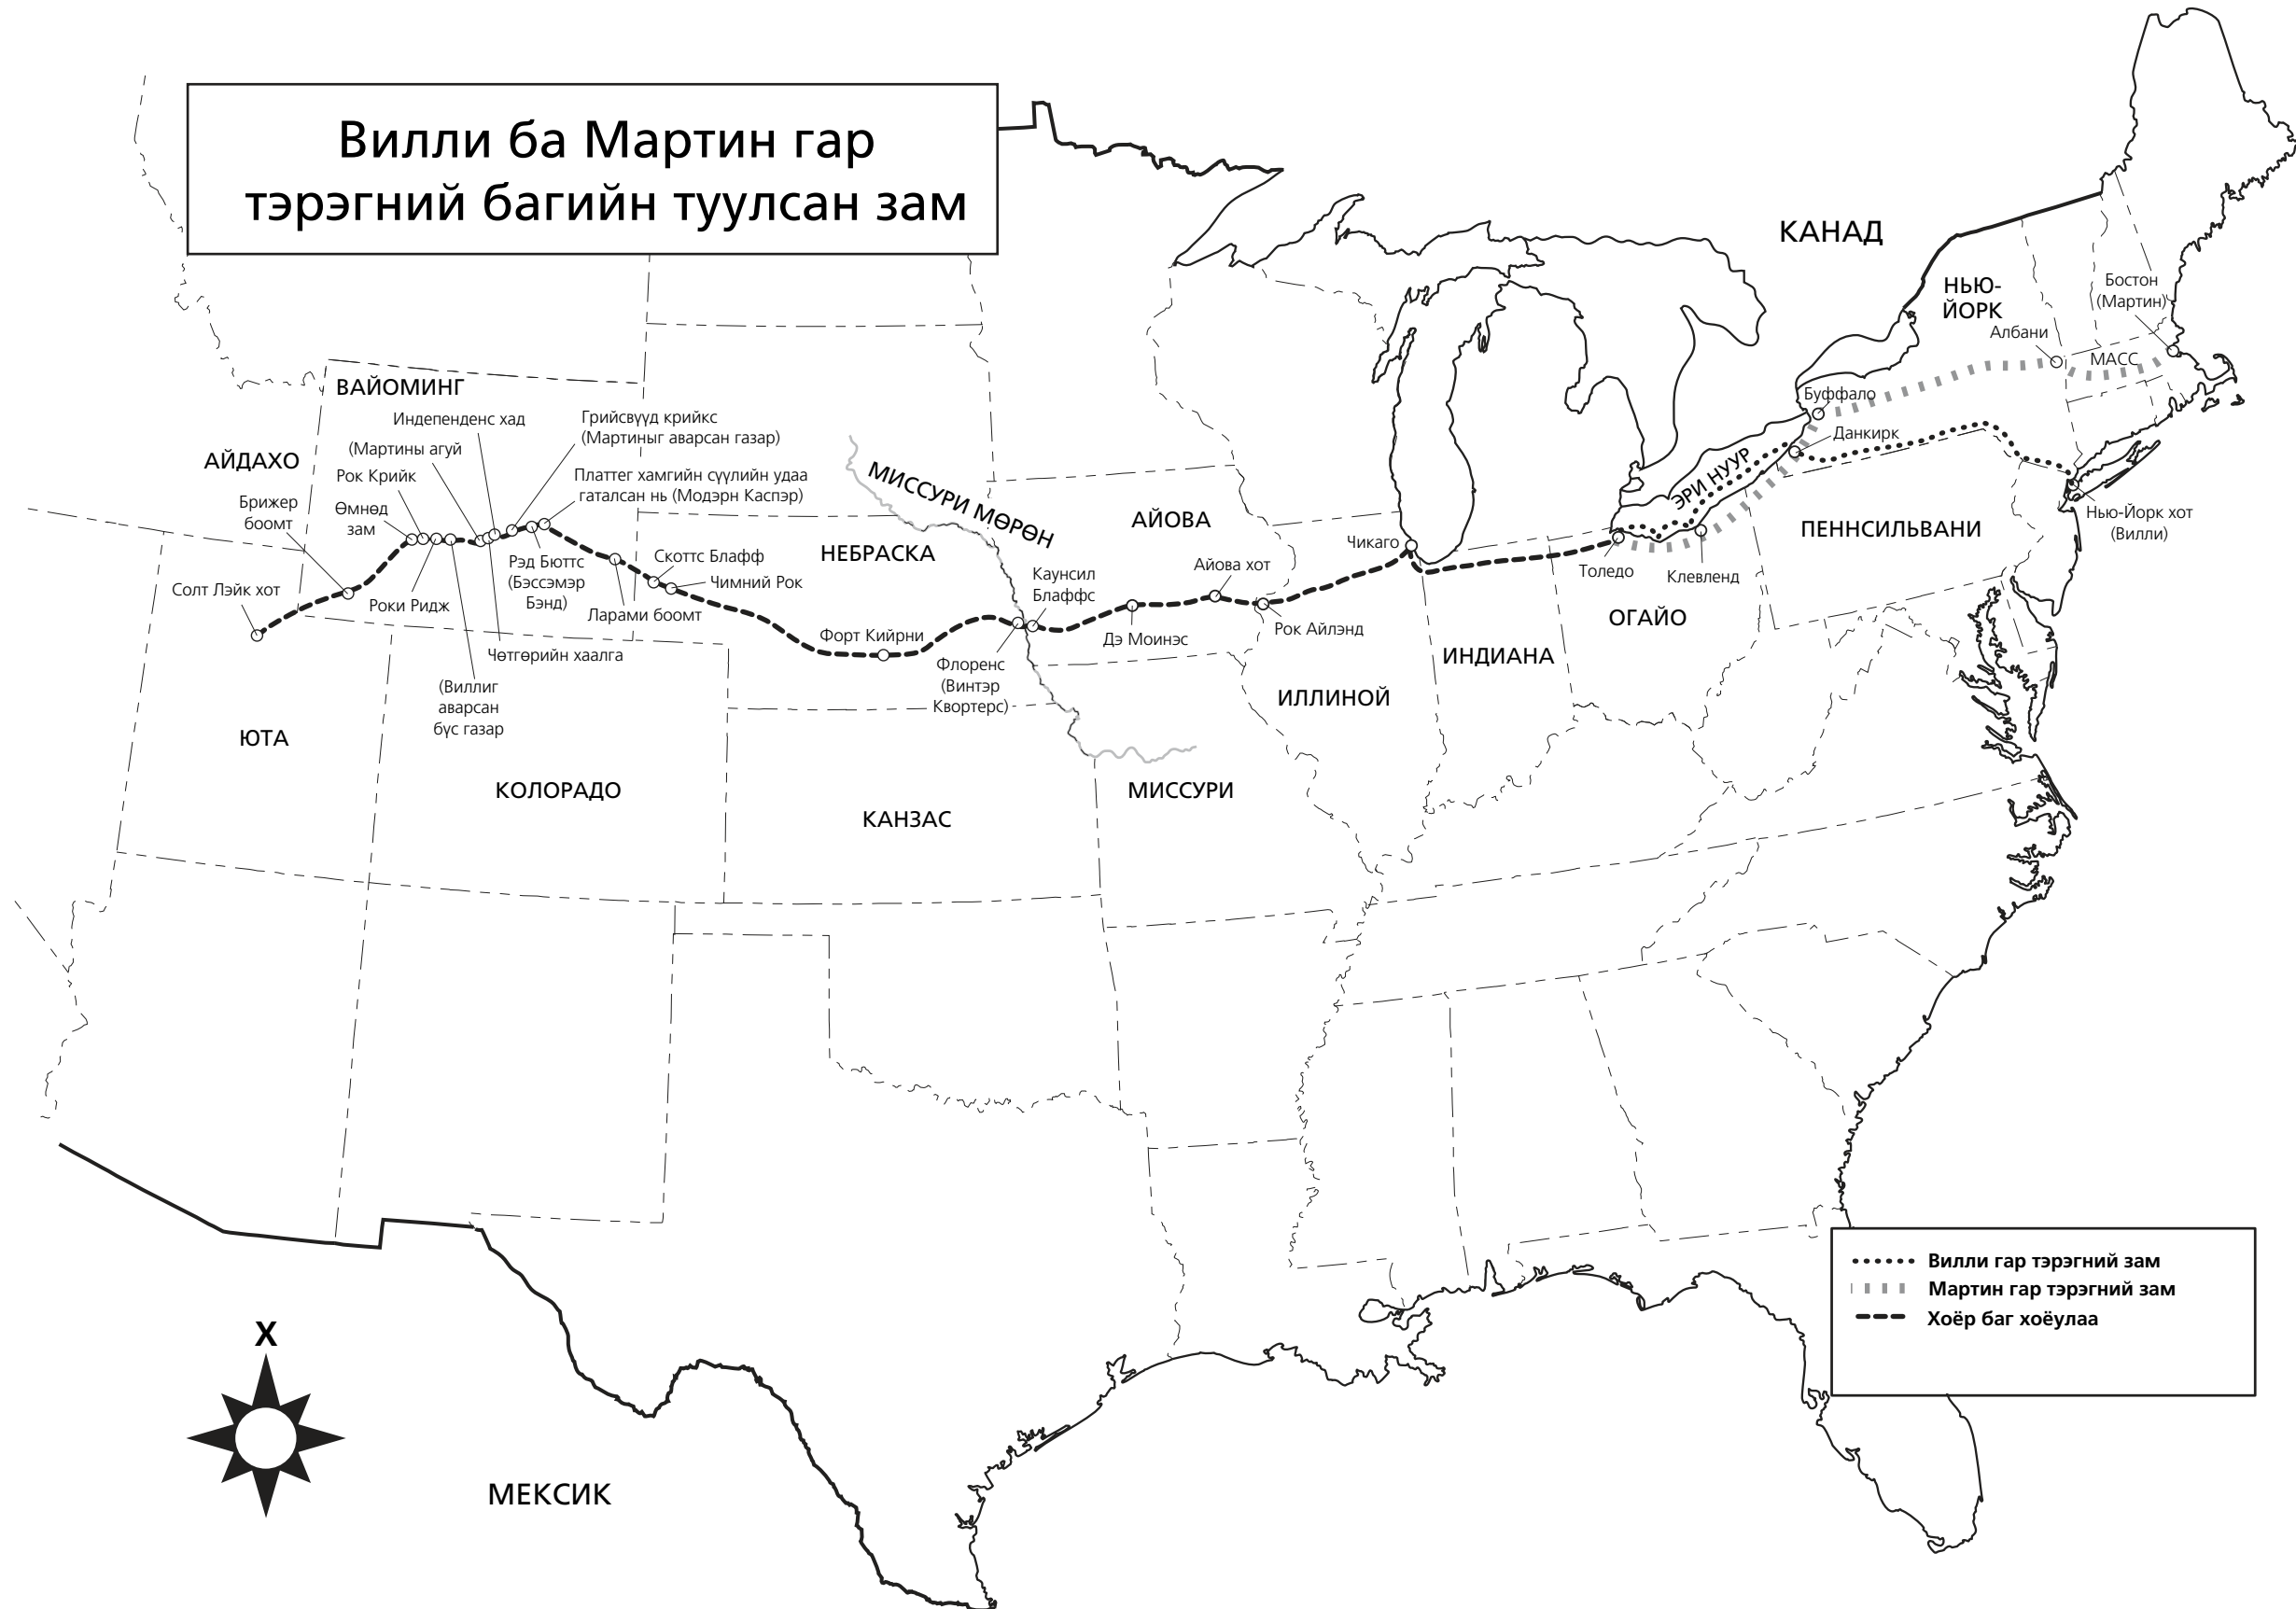 Вилли ба Мартин гар
тэрэгний багийн туулсан зам
КАНАД
НЬЮ-
ЙОРК
Бостон
(Мартин)
Албани
МАСС
Буффало
Данкирк
ЭРИ НУУР
Нью-Йорк хот
(Вилли)
ПЕННСИЛЬВАНИ
Толедо
Клевленд
ОГАЙО
ИНДИАНА
Чикаго
ИЛЛИНОЙ
Рок Айлэнд
Айова хот
АЙОВА
Дэ Моинэс
Каунсил
Блаффс
МИССУРИ МӨРӨН
Флоренс
(Винтэр
Квортерс)
НЕБРАСКА
Форт Кийрни
Чимний Рок
Скоттс Блафф
Ларами боомт
Платтег хамгийн сүүлийн удаа
гаталсан нь (Модэрн Каспэр)
Рэд Бюттс
(Бэссэмэр
Бэнд)
Грийсвүүд крийкс
(Мартиныг аварсан газар)
Индепенденс хад
Чөтгөрийн хаалга
(Мартины агуй
(Виллиг
аварсан
бүс газар
Роки Ридж
Рок Крийк
Өмнөд
зам
ВАЙОМИНГ
АЙДАХО
Брижер
боомт
Солт Лэйк хот
ЮТА
КОЛОРАДО
КАНЗАС
МИССУРИ
МЕКСИК
Х
Вилли гар тэрэгний зам
Мартин гар тэрэгний зам
Хоёр баг хоёулаа